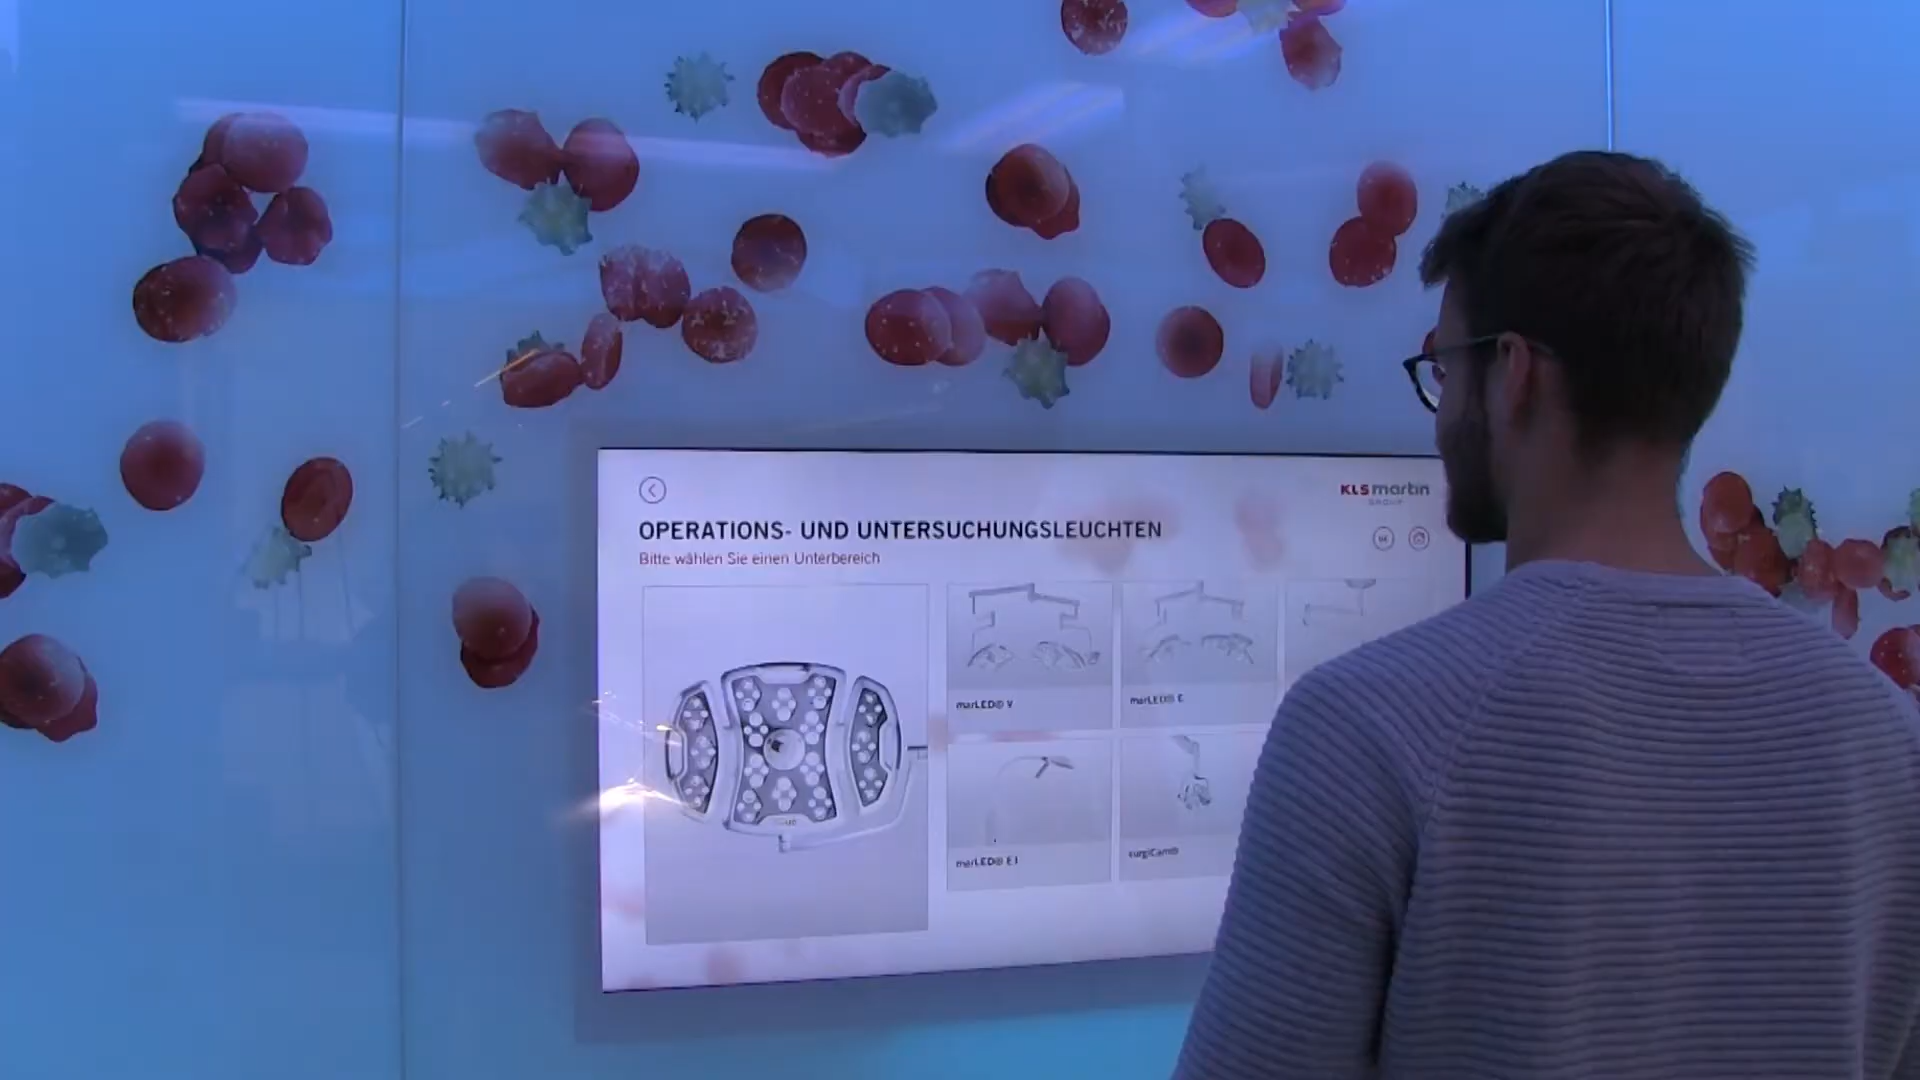 KLS martin
GROUP
OPERATIONS- UND UNTERSUCHUNGSLEUCHTEN
Bitte wählen Sie einen Unterbereich
marLED® V
marLED® E
marLED® E1
surgiCam®